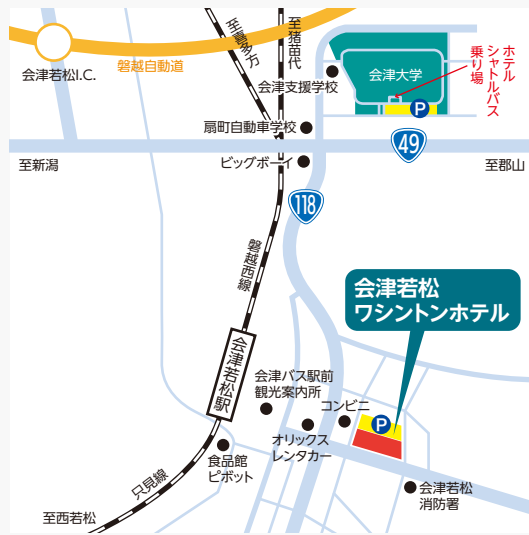 至喜多方
至猪苗代
会津若松I.C.
磐越自動道
会津支援学校
会津大学
ホテル
シャトルバス
乗り場
P
扇町自動車学校
49
至新潟
ビッグボーイ
至郡山
118
磐越西線
会津若松
ワシントンホテル
会津若松駅
会津バス駅前
観光案内所
コンビニ
P
オリックス
レンタカー
食品館
ピボット
只見線
会津若松
消防署
至西若松